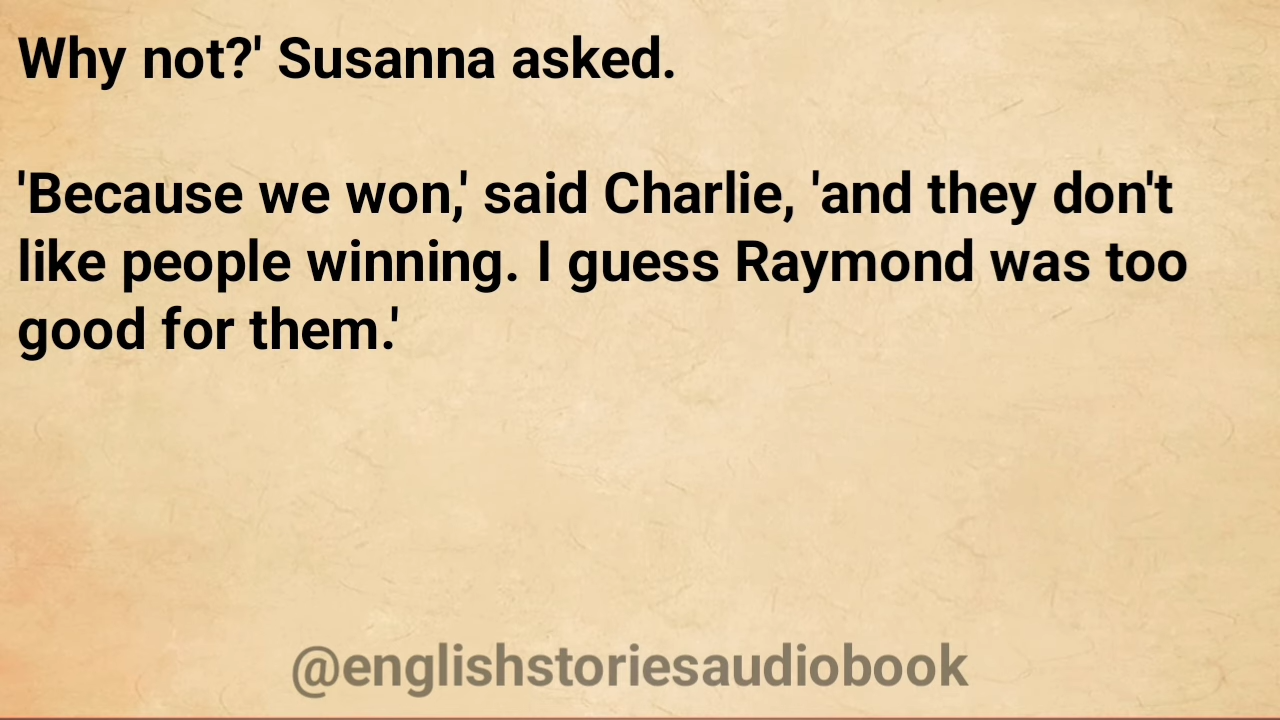 Why not?' Susanna asked.
'Because we won,' said Charlie, 'and they don't
like people winning. I guess Raymond was too
good for them.'
@englishstoriesaudiobook